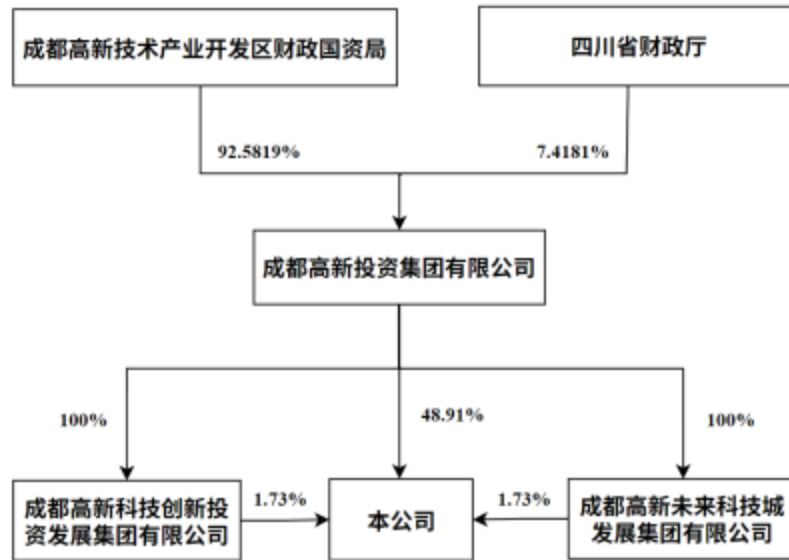 成都高新技术产业开发区财政国资局
四川省财政厅
92.5819%
7.4181%
成都高新投资集团有限公司
100%
48.91%
100%
成都高新科技创新投
资发展集团有限公司
1.73%
本公司
1.73%
成都高新未来科技城
发展集团有限公司